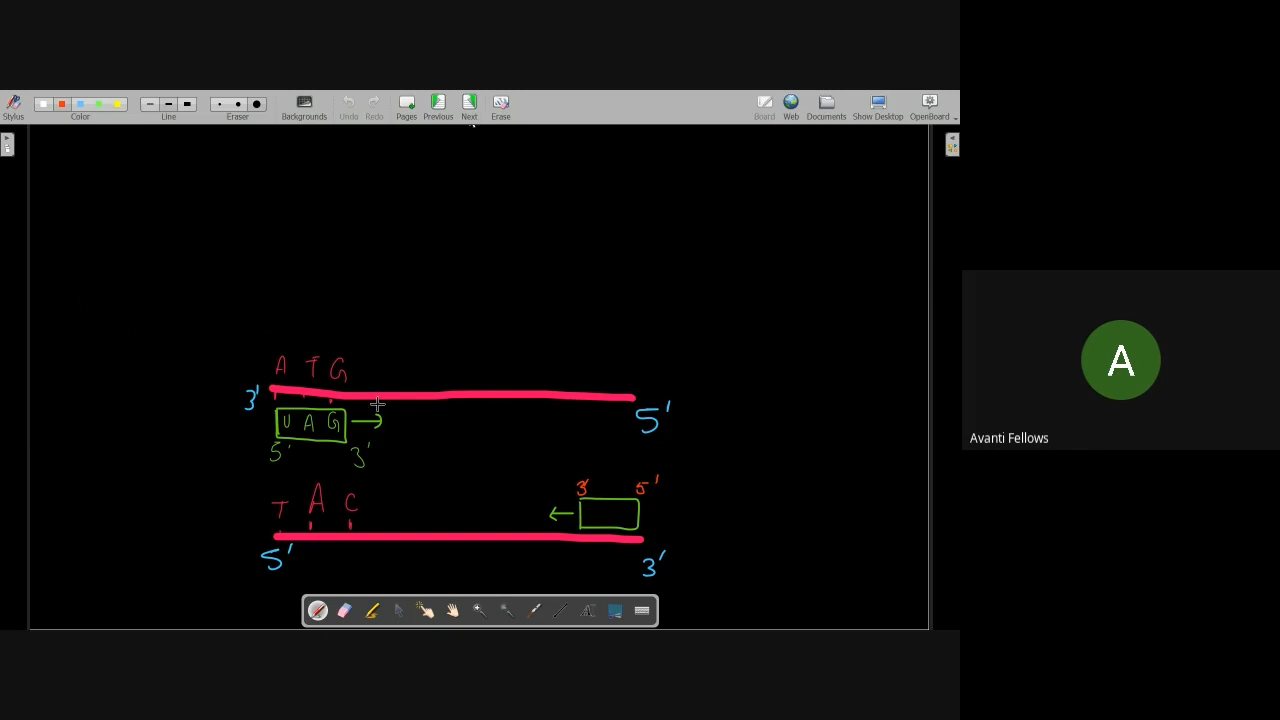 Stylus Color Line Eraser Backgrounds Undo Redo Pages Previous Next Erase Board Web Documents Show Desktop OpenBoard
A T G
3' 5'
U A G
5' 3'
A
Avanti Fellows
3' 5'
T A C
5' 3'